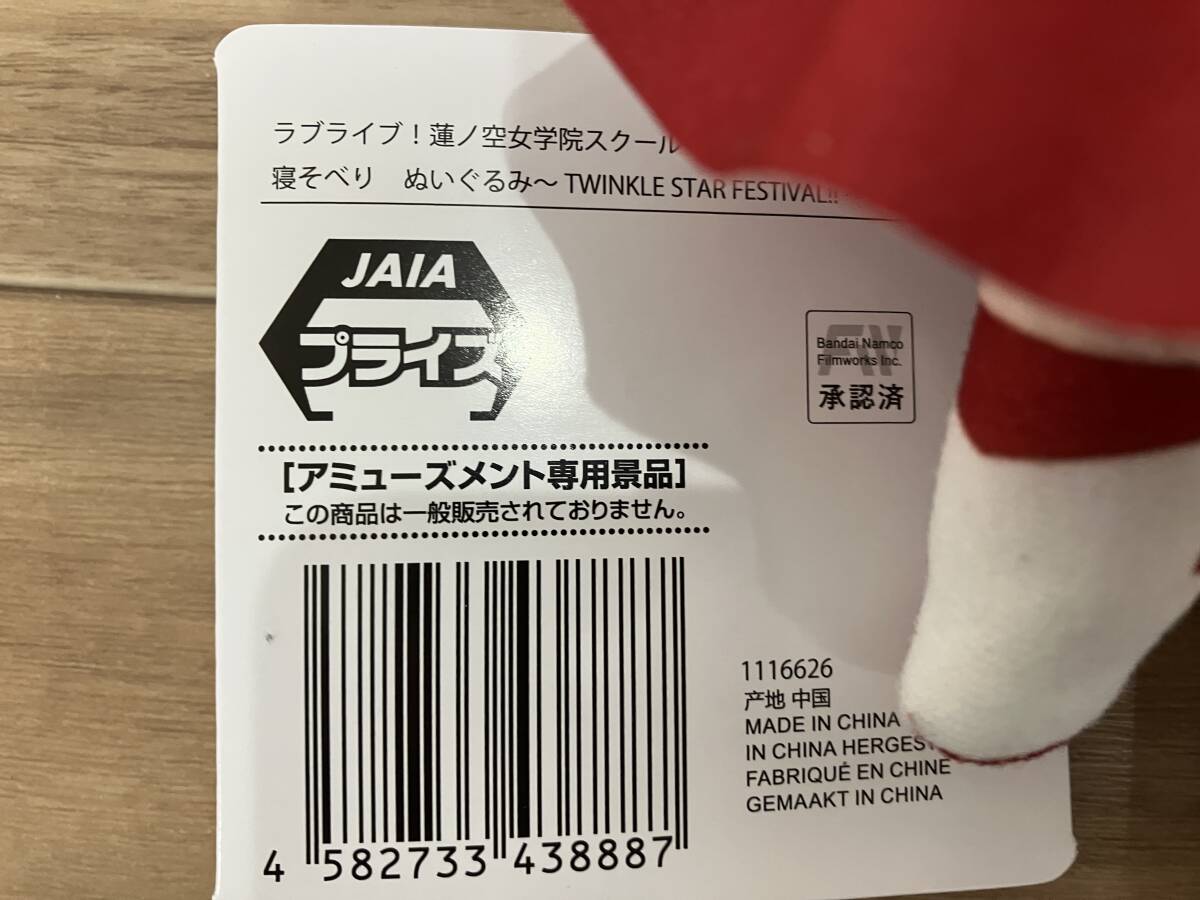 ラブライブ！蓮ノ空女学院スクール
寝そべり ぬいぐるみ～ TWINKLE STAR FESTIVAL!!
JAIA
プライズ
Bandai Namco
Filmworks Inc.
承認済
［アミューズメント専用景品］
この商品は一般販売されておりません。
1116626
产地 中国
MADE IN CHINA
IN CHINA
FABRIQUÉ EN CHINE
GEMAAKT IN CHINA
4 582733 438887